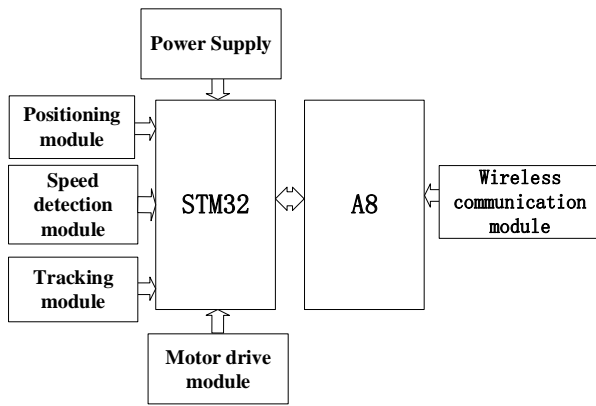 Power Supply
Positioning
module
Speed
detection
module
Tracking
module
STM32
A8
Wireless
communication
module
Motor drive
module